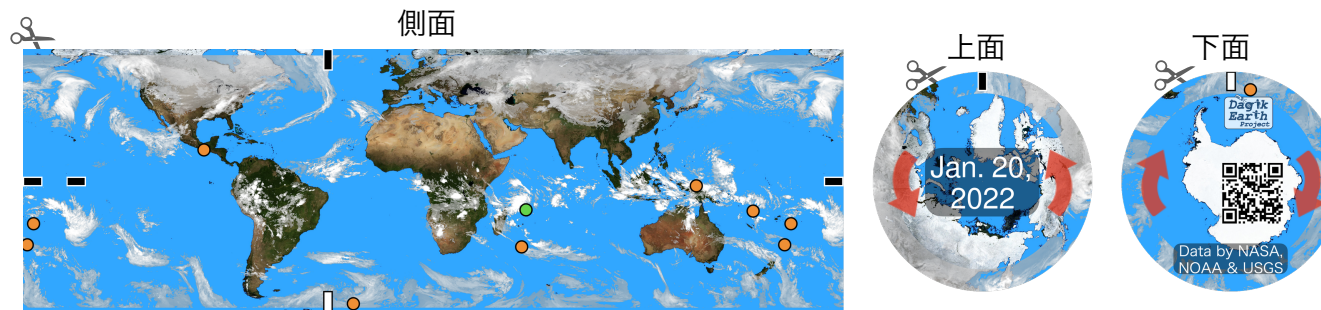 側面
上面
下面
Jan. 20,
2022
Dagik
Earth
Project
Data by NASA,
NOAA & USGS